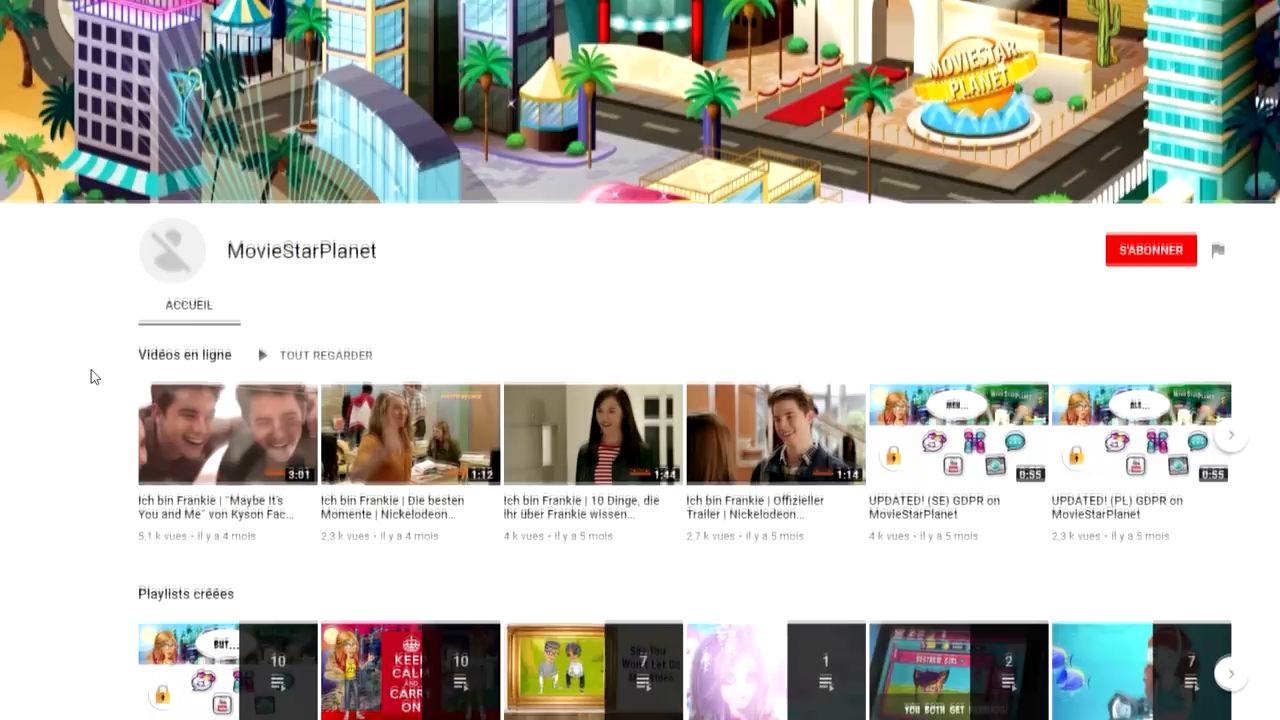 MOVIESTAR
PLANET
MovieStarPlanet
S'ABONNER
ACCUEIL
Vidéos en ligne
TOUT REGARDER
3:01
1:12
1:44
1:14
0:55
0:55
Ich bin Frankie | "Maybe It's
You and Me" von Kyson Fac...
5,1 k vues • il y a 4 mois
Ich bin Frankie | Die besten
Momente | Nickelodeon...
2,3 k vues • il y a 4 mois
Ich bin Frankie | 10 Dinge, die
ihr über Frankie wissen...
4 k vues • il y a 5 mois
Ich bin Frankie | Offizieller
Trailer | Nickelodeon...
2,7 k vues • il y a 5 mois
UPDATED! (SE) GDPR on
MovieStarPlanet
4 k vues • il y a 5 mois
UPDATED! (PL) GDPR on
MovieStarPlanet
2,3 k vues • il y a 5 mois
Playlists créées
BUT...
10
KEEP
CALM
AND
CARRY
ON
10
Say You
Won't Let Go
1
2
YOU BOTH GET
7